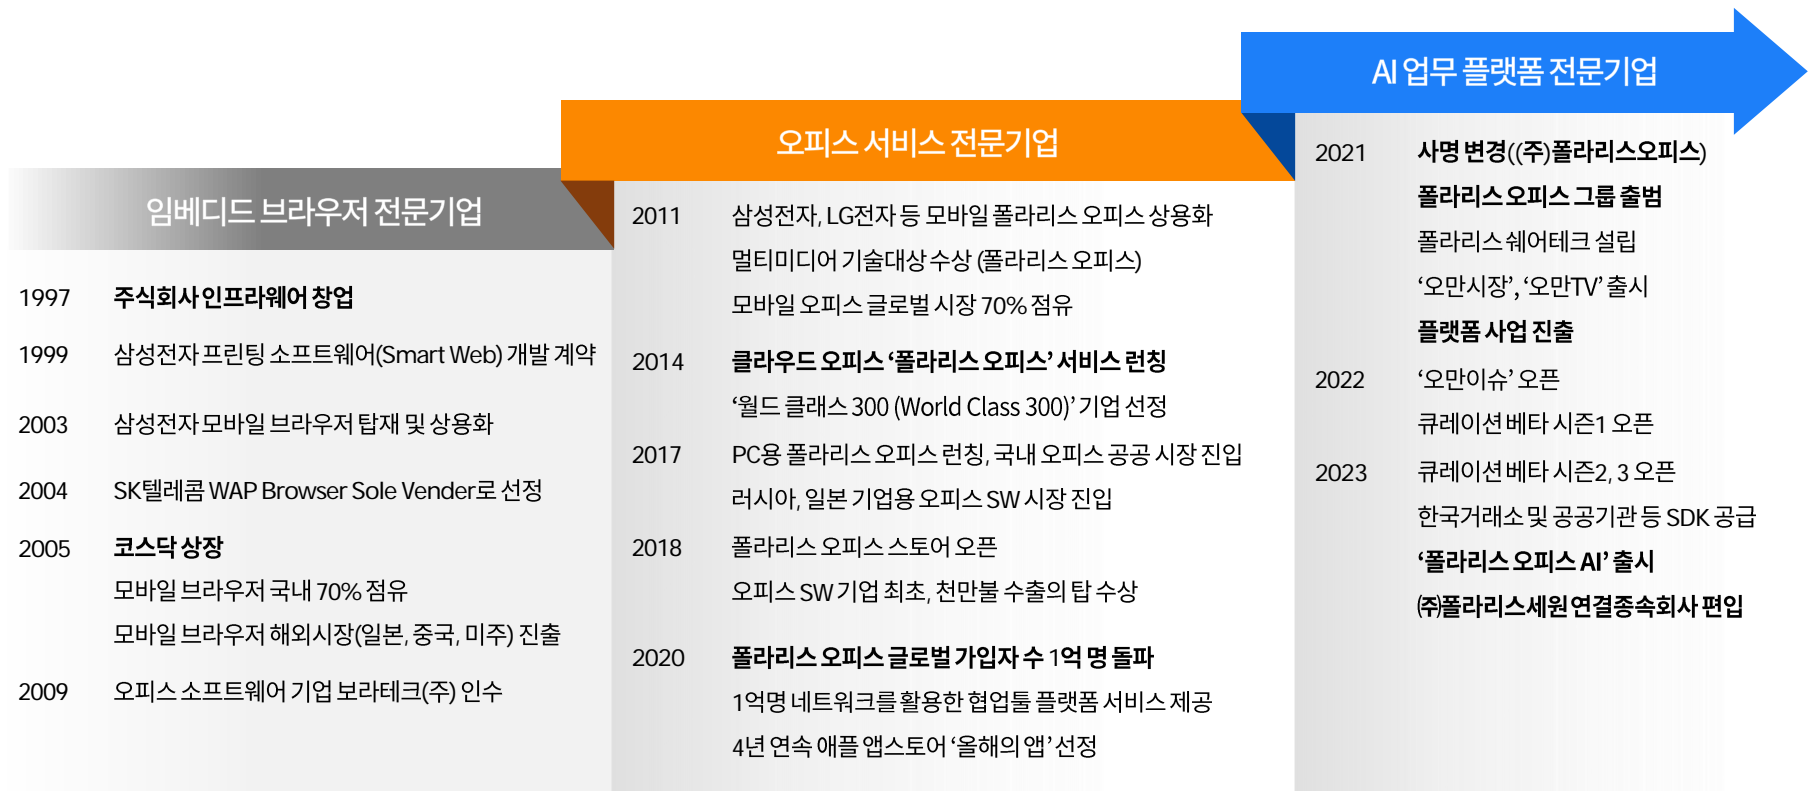 임베디드 브라우저 전문기업
1997 주식회사 인프라웨어 창업
1999 삼성전자 프린팅 소프트웨어(Smart Web) 개발 계약
2003 삼성전자 모바일 브라우저 탑재 및 상용화
2004 SK텔레콤 WAP Browser Sole Vender로 선정
2005 코스닥 상장
모바일 브라우저 국내 70% 점유
모바일 브라우저 해외시장(일본, 중국, 미주) 진출
2009 오피스 소프트웨어 기업 보라테크(주) 인수
오피스 서비스 전문기업
2011 삼성전자, LG전자 등 모바일 폴라리스 오피스 상용화
멀티미디어 기술대상 수상 (폴라리스 오피스)
모바일 오피스 글로벌 시장 70% 점유
2014 클라우드 오피스 ‘폴라리스 오피스’ 서비스 런칭
‘월드 클래스 300 (World Class 300)’ 기업 선정
2017 PC용 폴라리스 오피스 런칭, 국내 오피스 공공 시장 진입
러시아, 일본 기업용 오피스 SW 시장 진입
2018 폴라리스 오피스 스토어 오픈
오피스 SW 기업 최초, 천만불 수출의 탑 수상
2020 폴라리스 오피스 글로벌 가입자 수 1억 명 돌파
1억명 네트워크를 활용한 협업툴 플랫폼 서비스 제공
4년 연속 애플 앱스토어 ‘올해의 앱’ 선정
AI 업무 플랫폼 전문기업
2021 사명 변경((주)폴라리스오피스)
폴라리스 오피스 그룹 출범
폴라리스 쉐어테크 설립
‘오만시장’, ‘오만TV’ 출시
플랫폼 사업 진출
2022 ‘오만이슈’ 오픈
큐레이션 베타 시즌1 오픈
2023 큐레이션 베타 시즌2, 3 오픈
한국거래소 및 공공기관 등 SDK 공급
‘폴라리스 오피스 AI’ 출시
㈜폴라리스세원 연결종속회사 편입